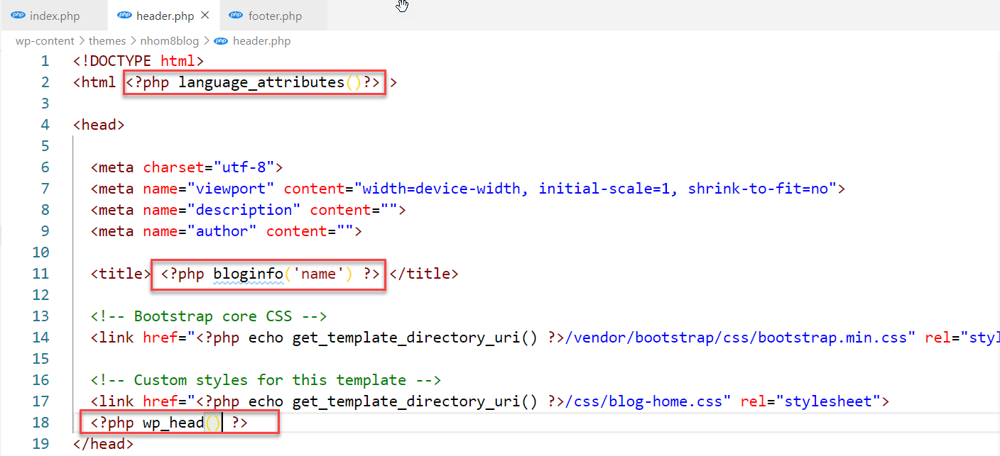 php index.php php header.php × php footer.php
wp-content > themes > nhom8blog > php header.php
1 <!DOCTYPE html>
2 <html <?php language_attributes()?> >
3
4 <head>
5
6 <meta charset="utf-8">
7 <meta name="viewport" content="width=device-width, initial-scale=1, shrink-to-fit=no">
8 <meta name="description" content="">
9 <meta name="author" content="">
10
11 <title> <?php bloginfo('name') ?> </title>
12
13 <!-- Bootstrap core CSS -->
14 <link href="<?php echo get_template_directory_uri() ?>/vendor/bootstrap/css/bootstrap.min.css" rel="styl
15
16 <!-- Custom styles for this template -->
17 <link href="<?php echo get_template_directory_uri() ?>/css/blog-home.css" rel="stylesheet">
18 <?php wp_head() ?>
19 </head>